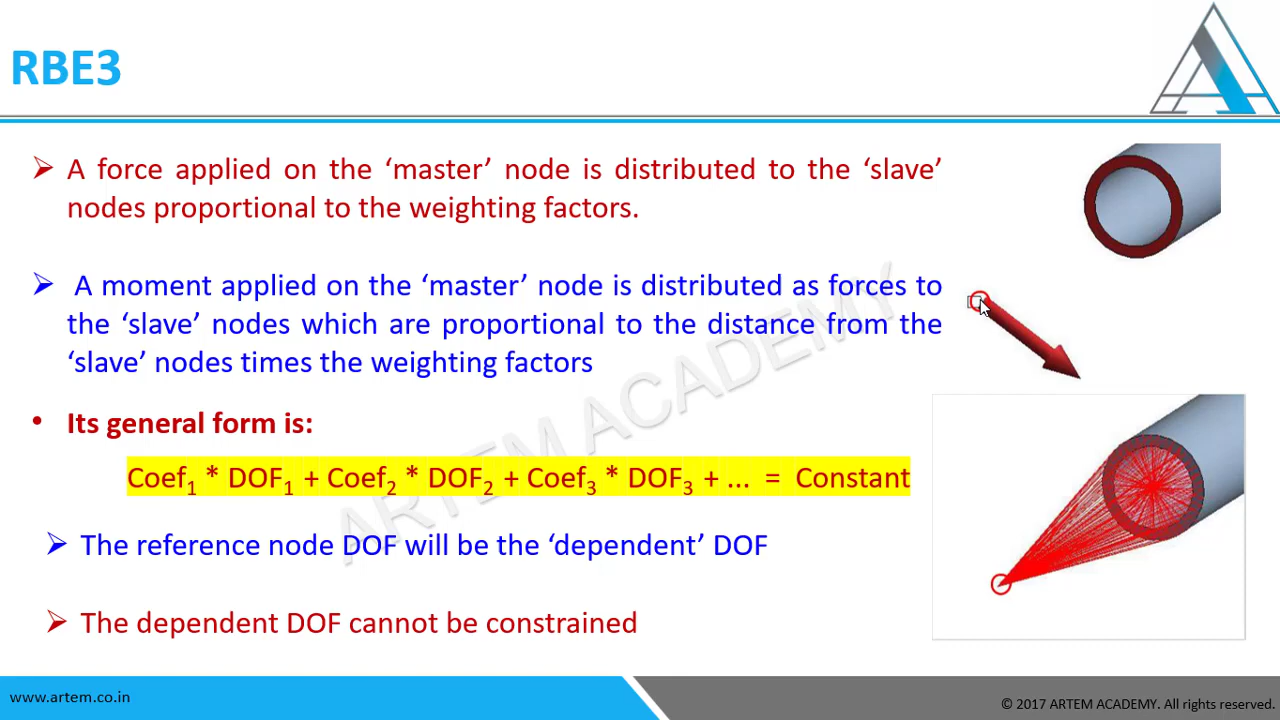 RBE3
➢ A force applied on the ‘master’ node is distributed to the ‘slave’
nodes proportional to the weighting factors.
➢ A moment applied on the ‘master’ node is distributed as forces to
the ‘slave’ nodes which are proportional to the distance from the
‘slave’ nodes times the weighting factors
• Its general form is:
Coef₁ * DOF₁ + Coef₂ * DOF₂ + Coef₃ * DOF₃ + ... = Constant
➢ The reference node DOF will be the ‘dependent’ DOF
➢ The dependent DOF cannot be constrained
ARTEM ACADEMY
www.artem.co.in
© 2017 ARTEM ACADEMY. All rights reserved.